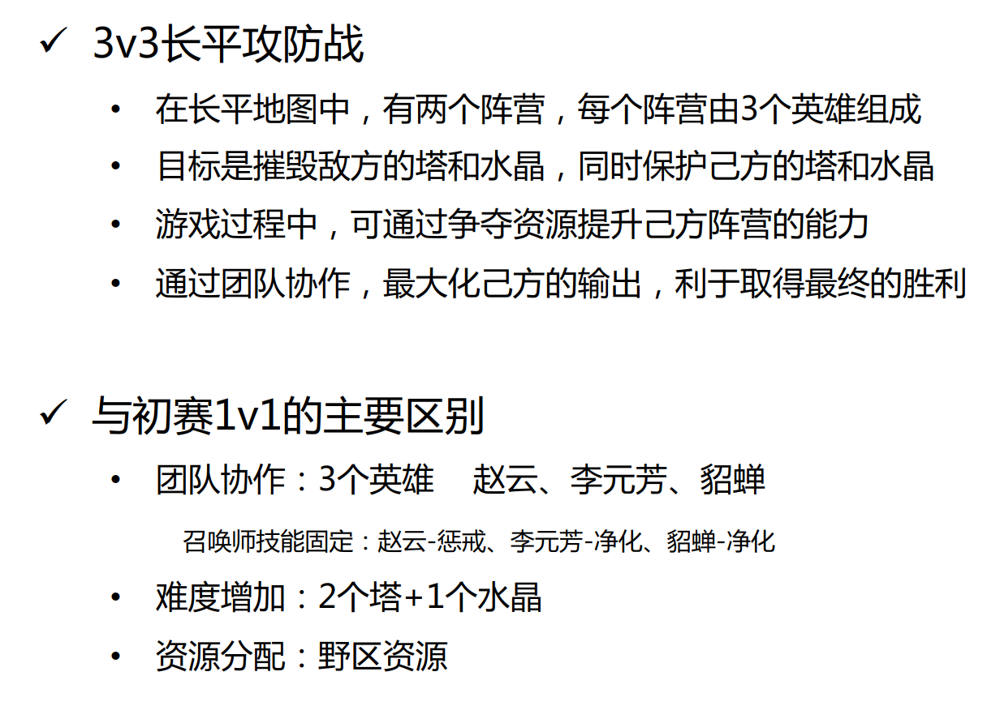 ✓ 3v3长平攻防战
• 在长平地图中，有两个阵营，每个阵营由3个英雄组成
• 目标是摧毁敌方的塔和水晶，同时保护己方的塔和水晶
• 游戏过程中，可通过争夺资源提升己方阵营的能力
• 通过团队协作，最大化己方的输出，利于取得最终的胜利
✓ 与初赛1v1的主要区别
• 团队协作：3个英雄 赵云、李元芳、貂蝉
召唤师技能固定：赵云-惩戒、李元芳-净化、貂蝉-净化
• 难度增加：2个塔+1个水晶
• 资源分配：野区资源